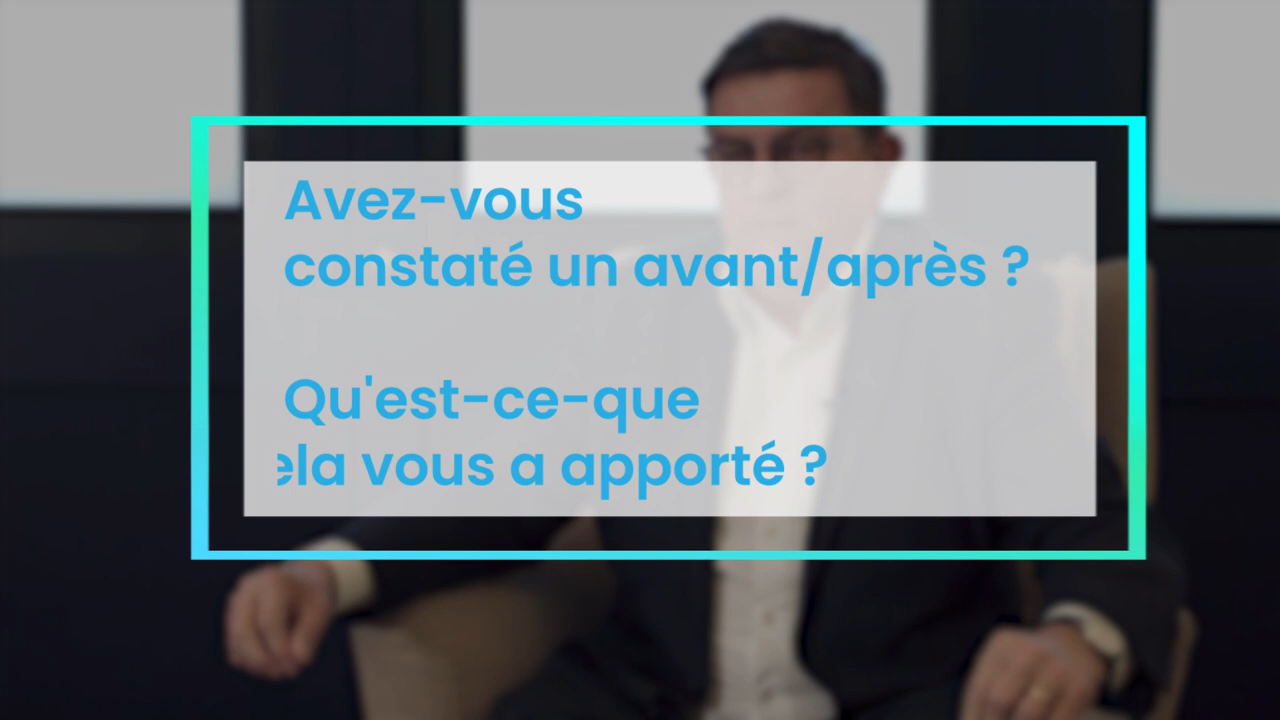 Avez-vous
constaté un avant/après ?
Qu'est-ce-que
ela vous a apporté ?